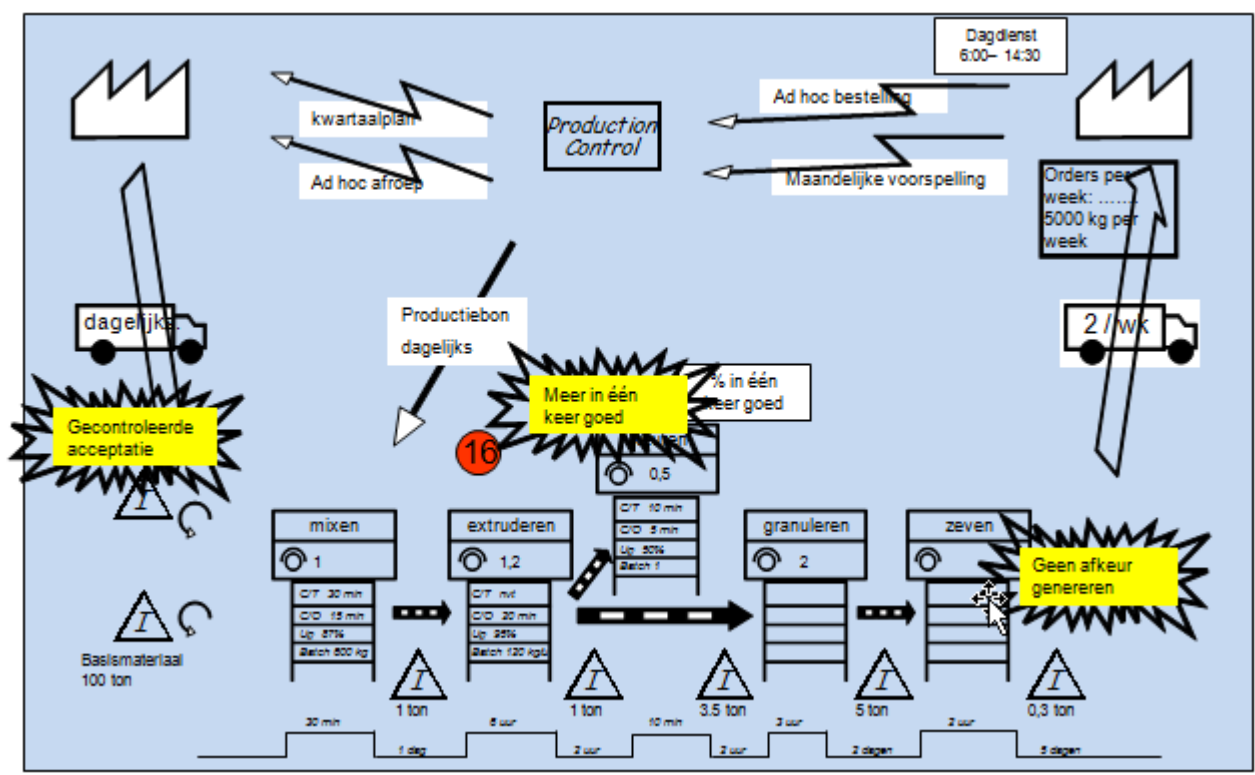 Dagdienst
6:00– 14:30
Ad hoc bestelling
kwartaalplan
Production
Control
Ad hoc afroep
Maandelijke voorspelling
Orders per
week: .......
5000 kg per
week
dagelijks.
2 / wk
Productiebon
dagelijks
Meer in één
keer goed
% in één
keer goed
Gecontroleerde
acceptatie
16
0,5
C/T 10 min
C/O 5 min
Up 50%
Batch 1
I
mixen
extruderen
granuleren
zeven
1
1,2
2
Geen afkeur
genereren
C/T 30 min
C/O 15 min
Up 87%
Batch 600 kg
C/T nvt
C/O 20 min
Up 95%
Batch 120 kg/u
I
Basismateriaal
100 ton
I
I
I
I
I
1 ton
1 ton
3.5 ton
5 ton
0,3 ton
30 min
6 uur
10 min
3 uur
2 uur
1 dag
2 uur
2 uur
2 dagen
5 dagen